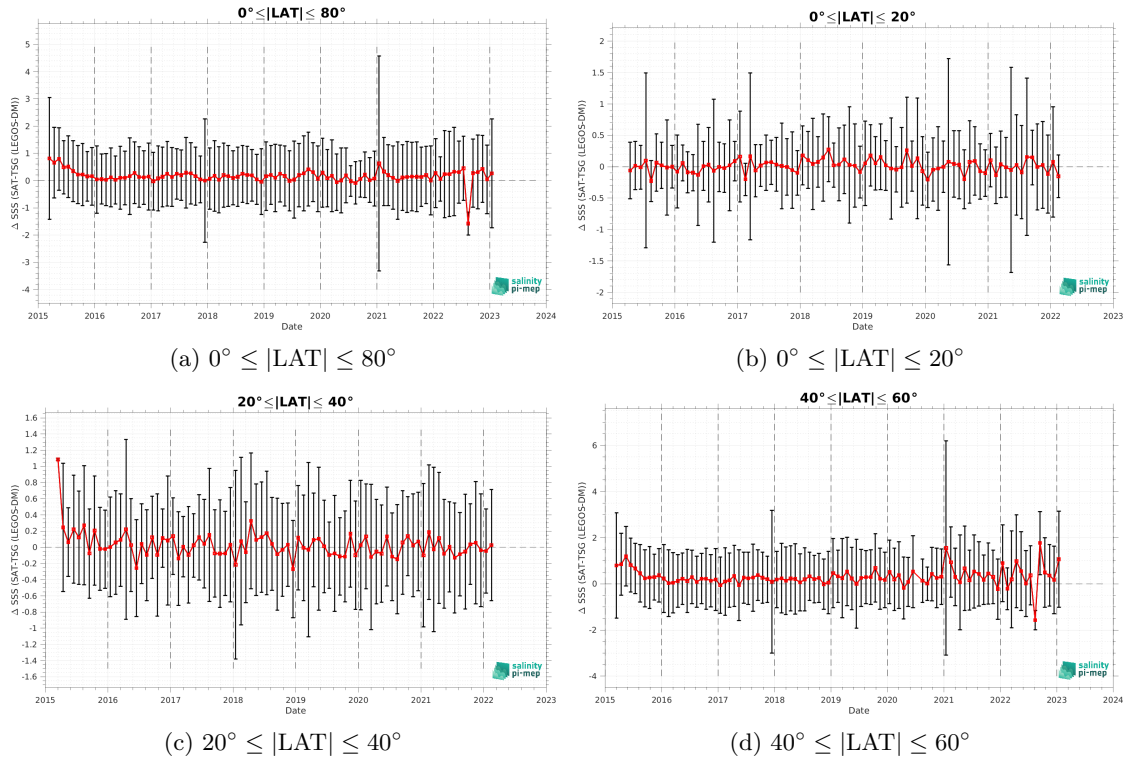 0°≤|LAT|≤ 80°
Δ SSS (SAT-TSG (LEGOS-DM))
5
4
3
2
1
0
-1
-2
-3
-4
2015 2016 2017 2018 2019 2020 2021 2022 2023 2024
Date
salinity
pi-mep
(a) 0° ≤ |LAT| ≤ 80°
0°≤|LAT|≤ 20°
Δ SSS (SAT-TSG (LEGOS-DM))
2
1.5
1
0.5
0
-0.5
-1
-1.5
-2
2015 2016 2017 2018 2019 2020 2021 2022 2023
Date
salinity
pi-mep
(b) 0° ≤ |LAT| ≤ 20°
20°≤|LAT|≤ 40°
Δ SSS (SAT-TSG (LEGOS-DM))
1.6
1.4
1.2
1
0.8
0.6
0.4
0.2
0
-0.2
-0.4
-0.6
-0.8
-1
-1.2
-1.4
-1.6
2015 2016 2017 2018 2019 2020 2021 2022 2023
Date
salinity
pi-mep
(c) 20° ≤ |LAT| ≤ 40°
40°≤|LAT|≤ 60°
Δ SSS (SAT-TSG (LEGOS-DM))
6
4
2
0
-2
-4
2015 2016 2017 2018 2019 2020 2021 2022 2023 2024
Date
salinity
pi-mep
(d) 40° ≤ |LAT| ≤ 60°